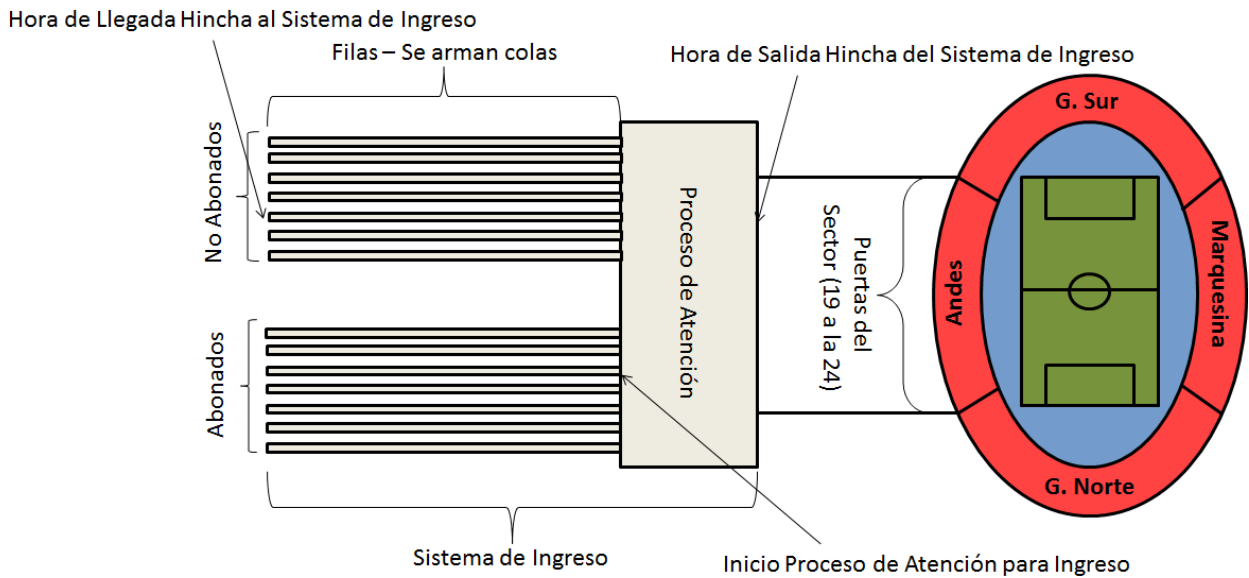 Hora de Llegada Hincha al Sistema de Ingreso
Filas – Se arman colas
Hora de Salida Hincha del Sistema de Ingreso
No Abonados
Abonados
Proceso de Atención
Puertas del
Sector (19 a la 24)
G. Sur
Andes
Marquesina
G. Norte
Sistema de Ingreso
Inicio Proceso de Atención para Ingreso